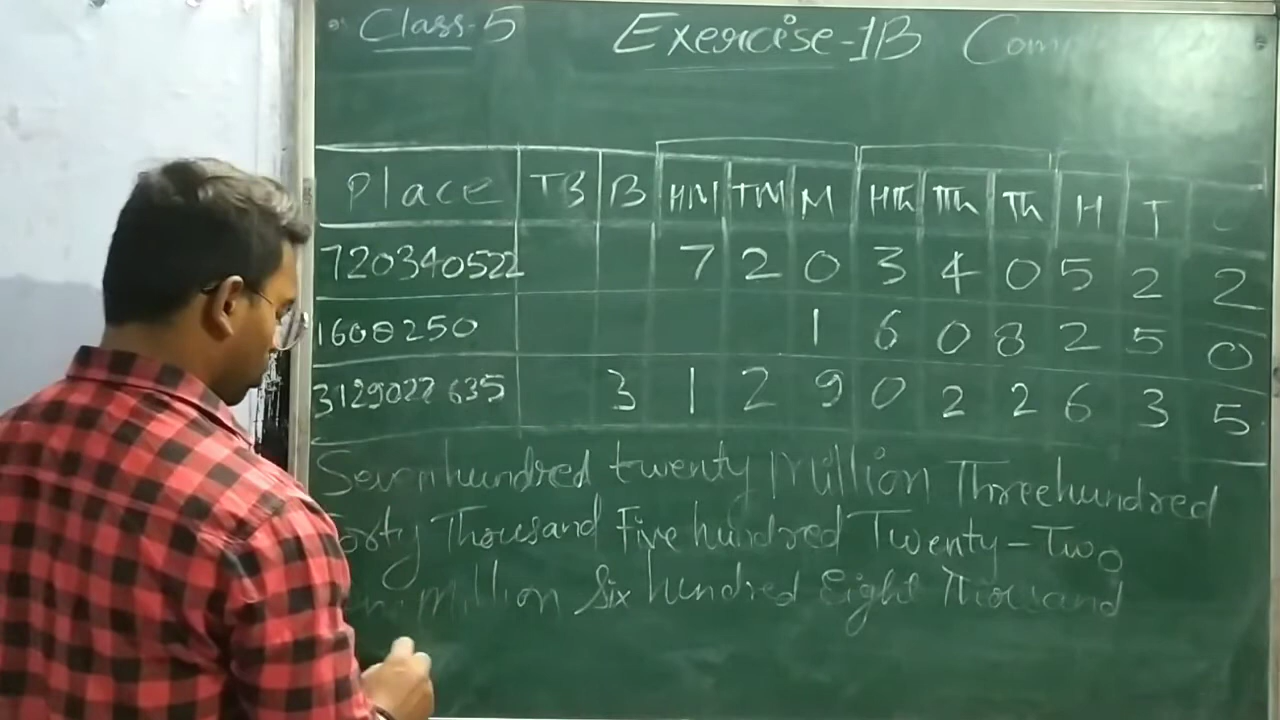 Class-5 Exercise-1B Com
Place TB B HM TM M HTh TTh Th H T
720340522 7 2 0 3 4 0 5 2 2
1608250 1 6 0 8 2 5 0
3129022635 3 1 2 9 0 2 2 6 3 5
Seven hundred twenty million Three hundred
Forty Thousand Five hundred Twenty-Two
million Six hundred Eight Thousand